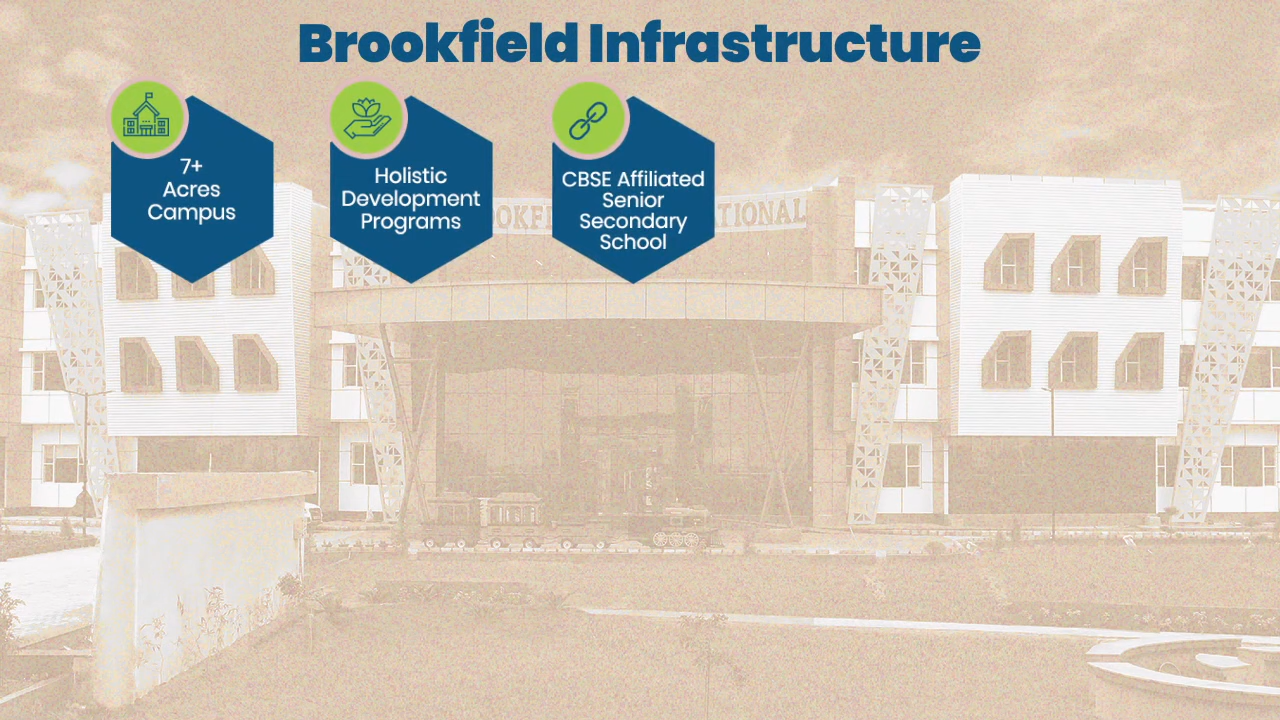 Brookfield Infrastructure
7+
Acres
Campus
Holistic
Development
Programs
CBSE Affiliated
Senior
Secondary
School